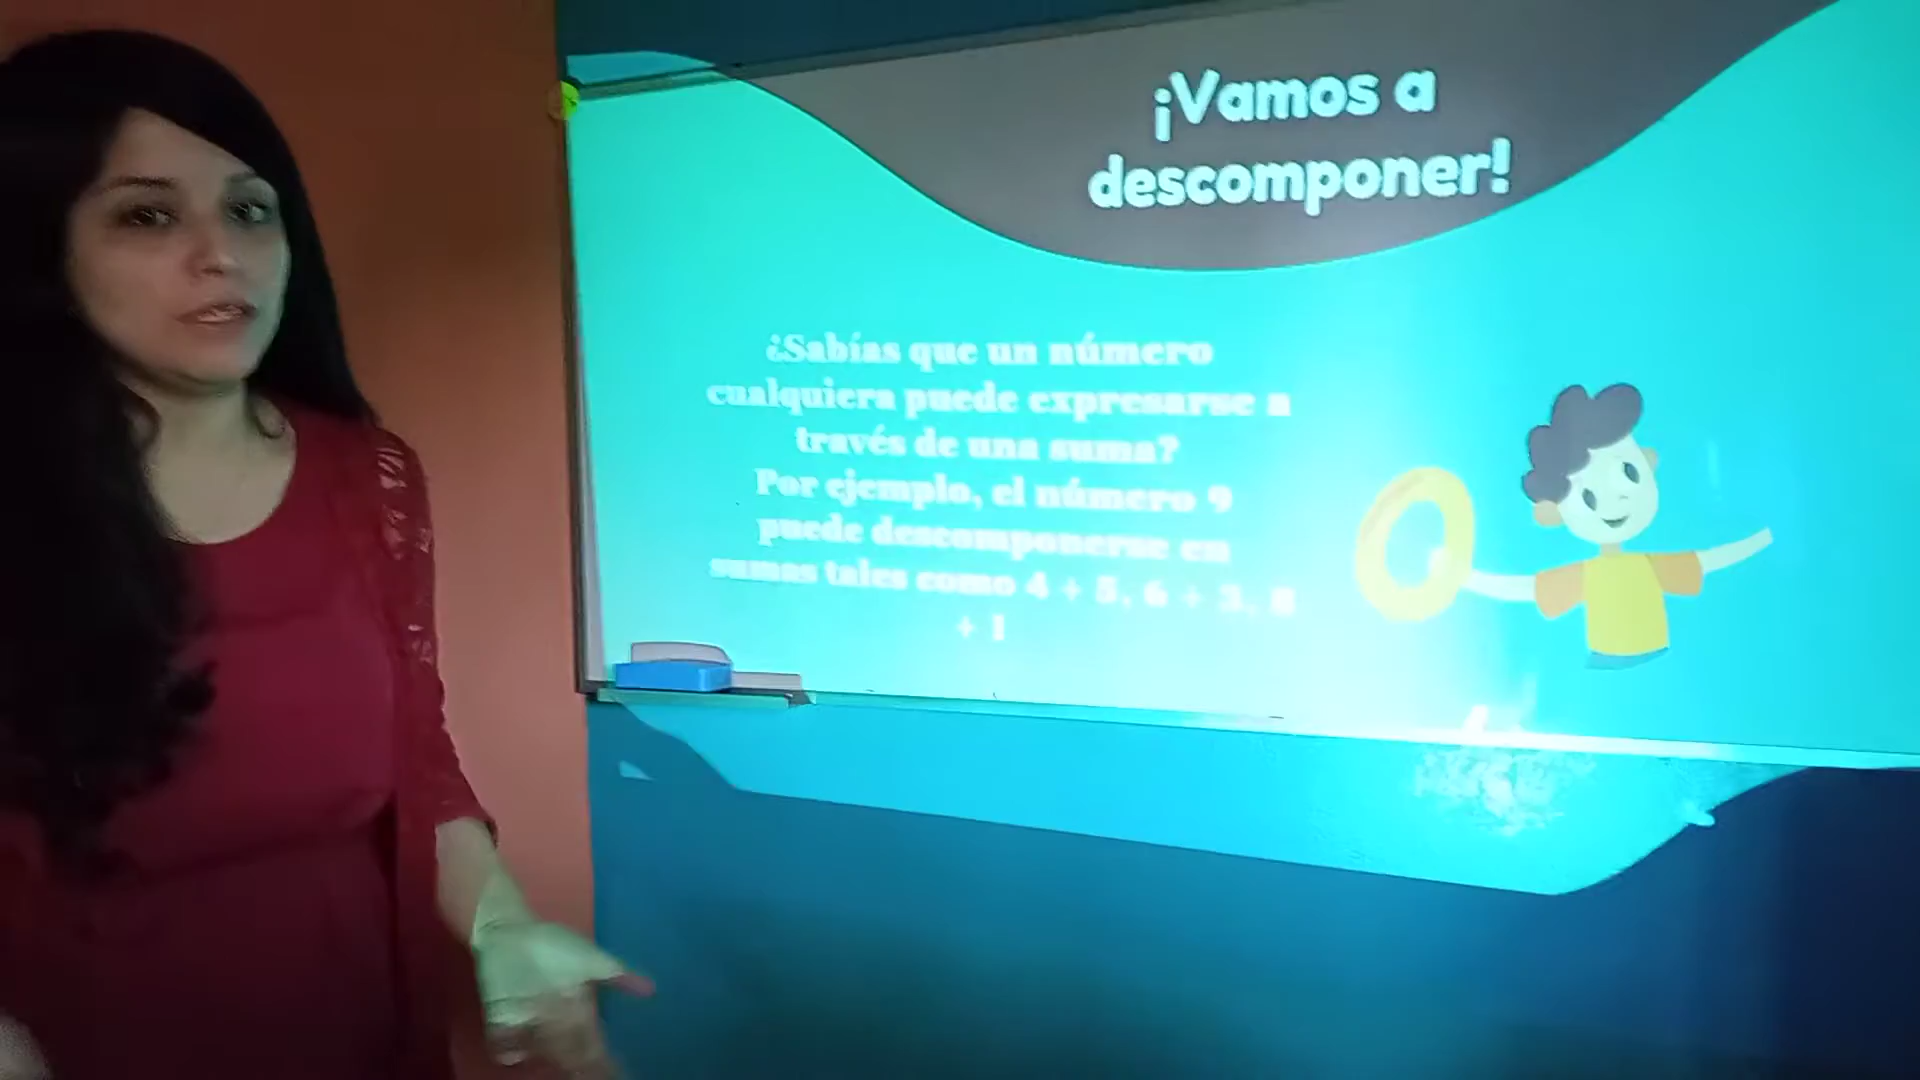 ¡Vamos a
descomponer!
¿Sabías que un número
cualquiera puede expresarse a
través de una suma?
Por ejemplo, el número 9
puede descomponerse en
sumas tales como 4 + 5, 6 + 3, 8
+ 1